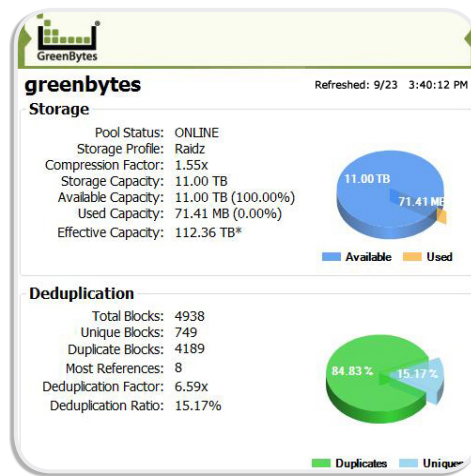 GreenBytes
greenbytes
Refreshed: 9/23 3:40:12 PM
Storage
Pool Status: ONLINE
Storage Profile: Raidz
Compression Factor: 1.55x
Storage Capacity: 11.00 TB
Available Capacity: 11.00 TB (100.00%)
Used Capacity: 71.41 MB (0.00%)
Effective Capacity: 112.36 TB*
11.00 TB
71.41 MB
Available Used
Deduplication
Total Blocks: 4938
Unique Blocks: 749
Duplicate Blocks: 4189
Most References: 8
Deduplication Factor: 6.59x
Deduplication Ratio: 15.17%
84.83 %
15.17 %
Duplicates Uniques